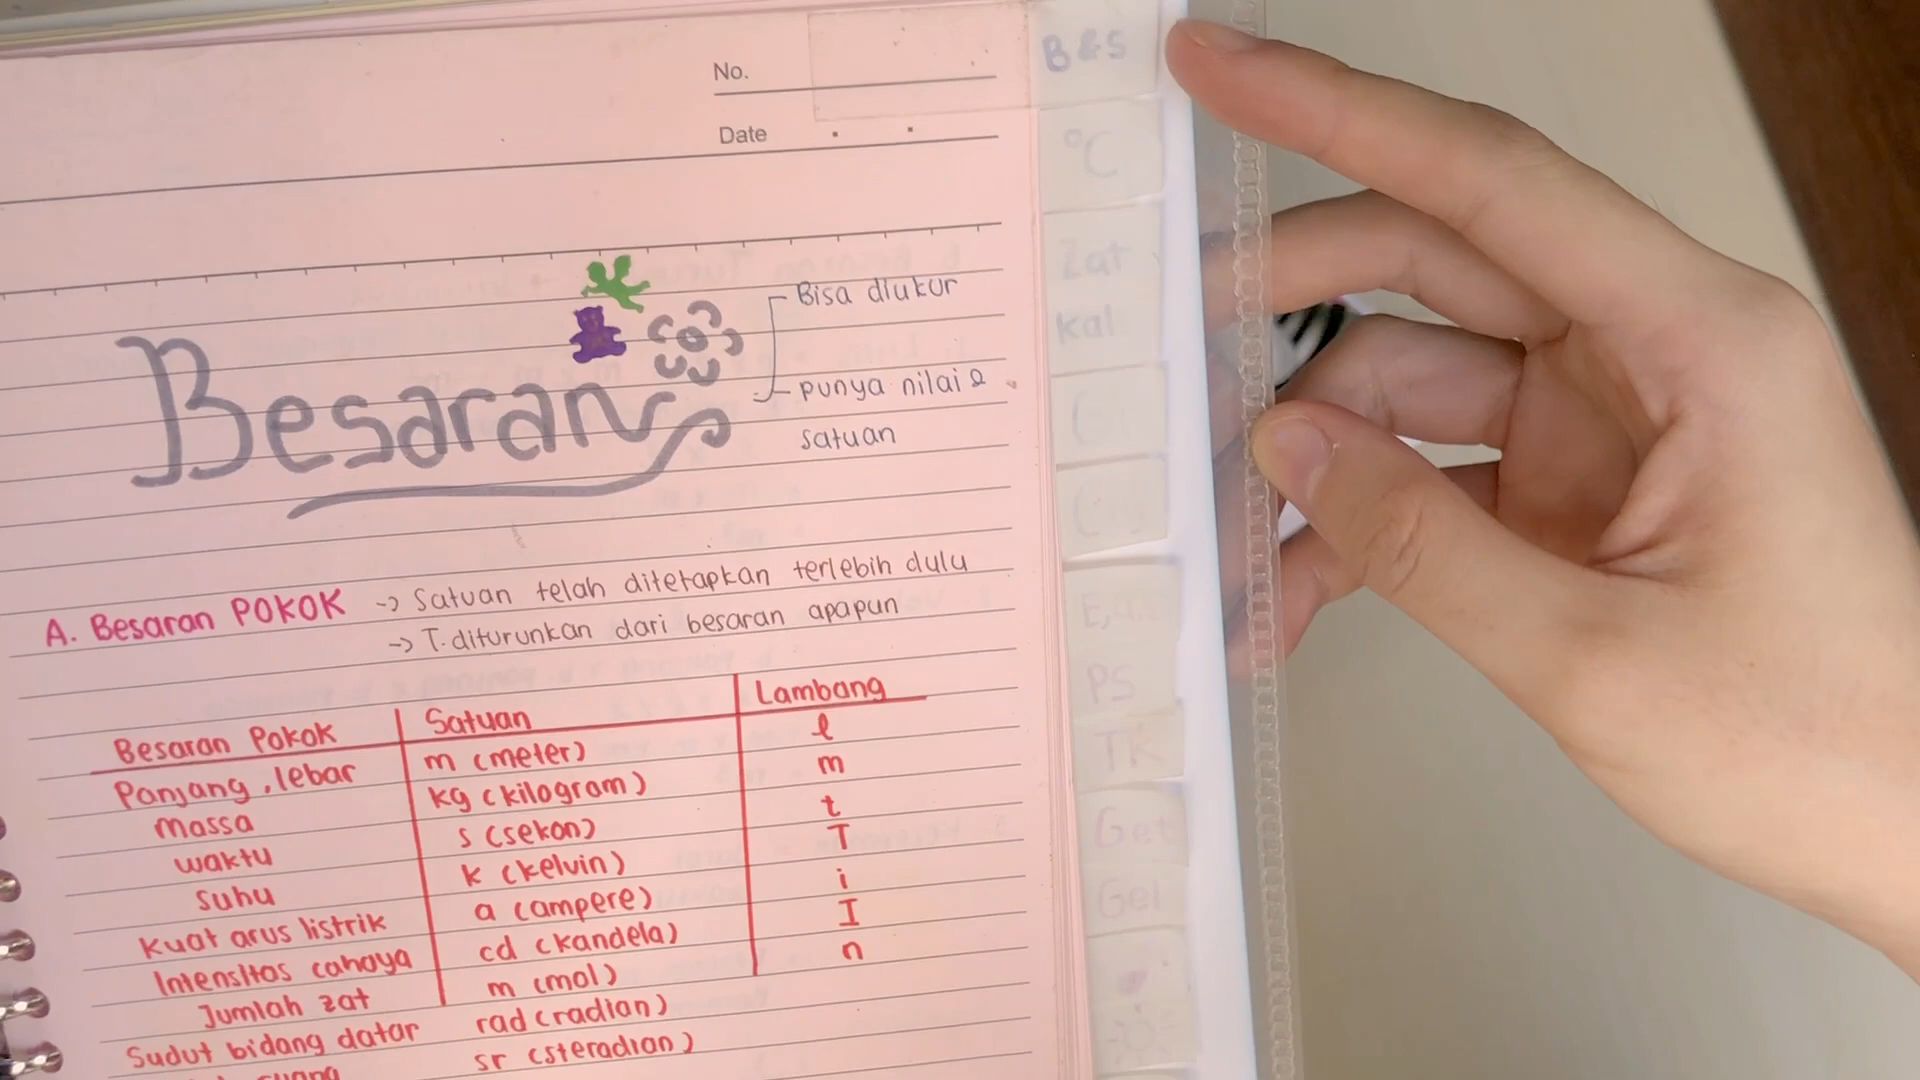 No.
Date
Besaran
Bisa diukur
punya nilai &
satuan
A. Besaran POKOK -> Satuan telah ditetapkan terlebih dulu
-> T. diturunkan dari besaran apapun
Besaran Pokok Satuan Lambang
Panjang, lebar m (meter) l
Massa kg (kilogram) m
waktu s (sekon) t
suhu k (kelvin) T
kuat arus listrik a (ampere) i
Intensitas cahaya cd (kandela) I
Jumlah zat m (mol) n
Sudut bidang datar rad (radian)
sr (steradian)
B&S
°C
Zat
kal
PS
TK
Get
Gel